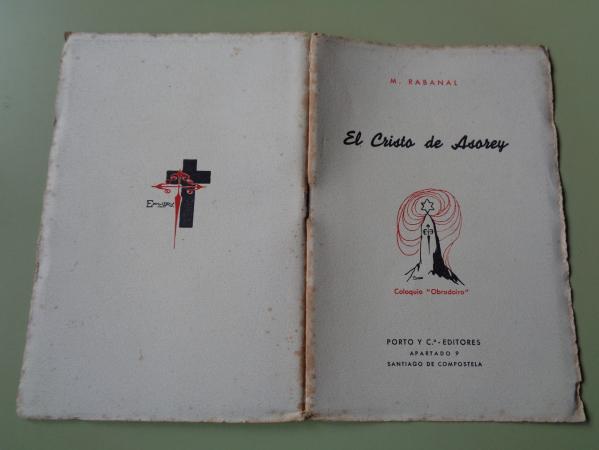 M. RABANAL
El Cristo de Asorey
Coloquio "Obradoiro"
PORTO Y C.ª - EDITORES
APARTADO 9
SANTIAGO DE COMPOSTELA